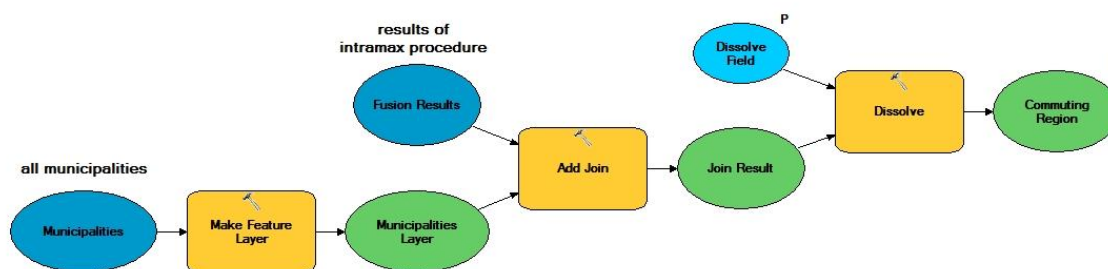 P
results of
intramax procedure
Dissolve
Field
Fusion Results
Dissolve
Commuting
Region
Add Join
Join Result
all municipalities
Municipalities
Make Feature
Layer
Municipalities
Layer